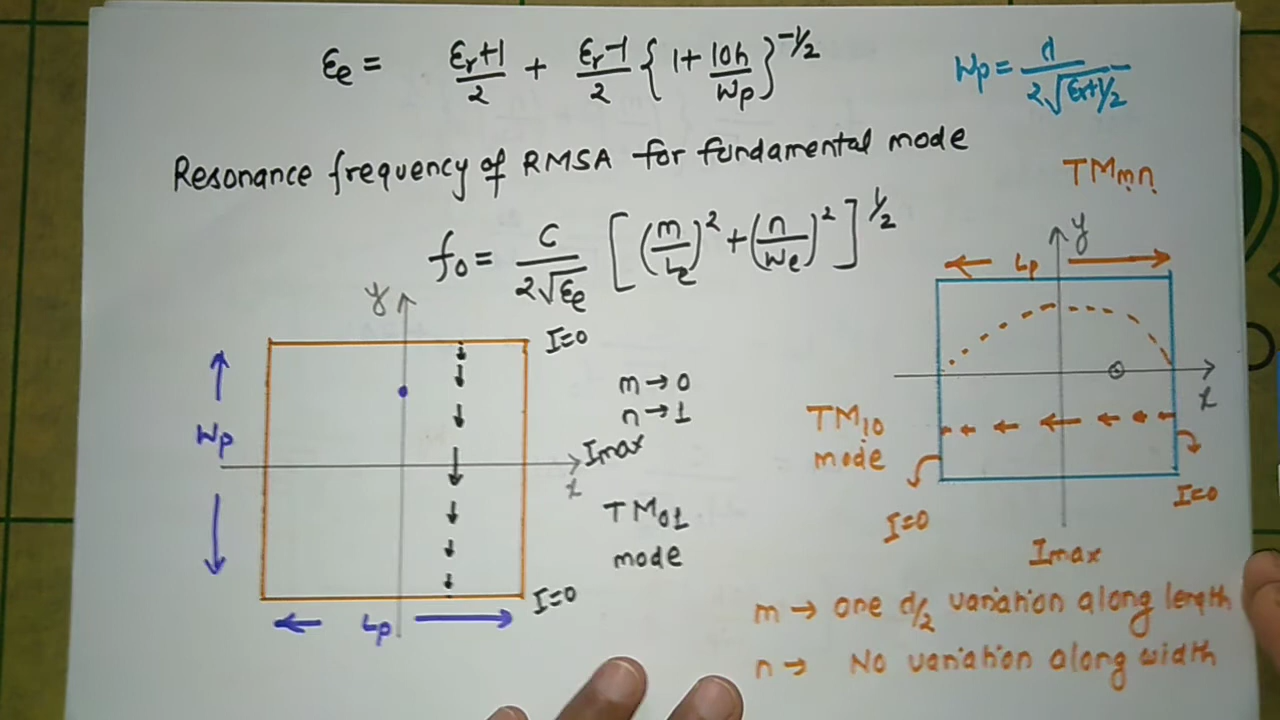 εe = (εr+1)/2 + (εr-1)/2 {1 + 10h/Wp}^-1/2
Wp = d/(2√(εr+1/2))
Resonance frequency of RMSA for fundamental mode
TMmn
f0 = C/(2√εe) [(m/Le)² + (n/We)²]^1/2
y
Lp
y
I=0
m → 0
n → 1
x
Wp
Imax
x
TM10
mode
TM01
mode
I=0
I=0
Imax
I=0
Lp
m → one d/2 variation along length
n → No variation along width